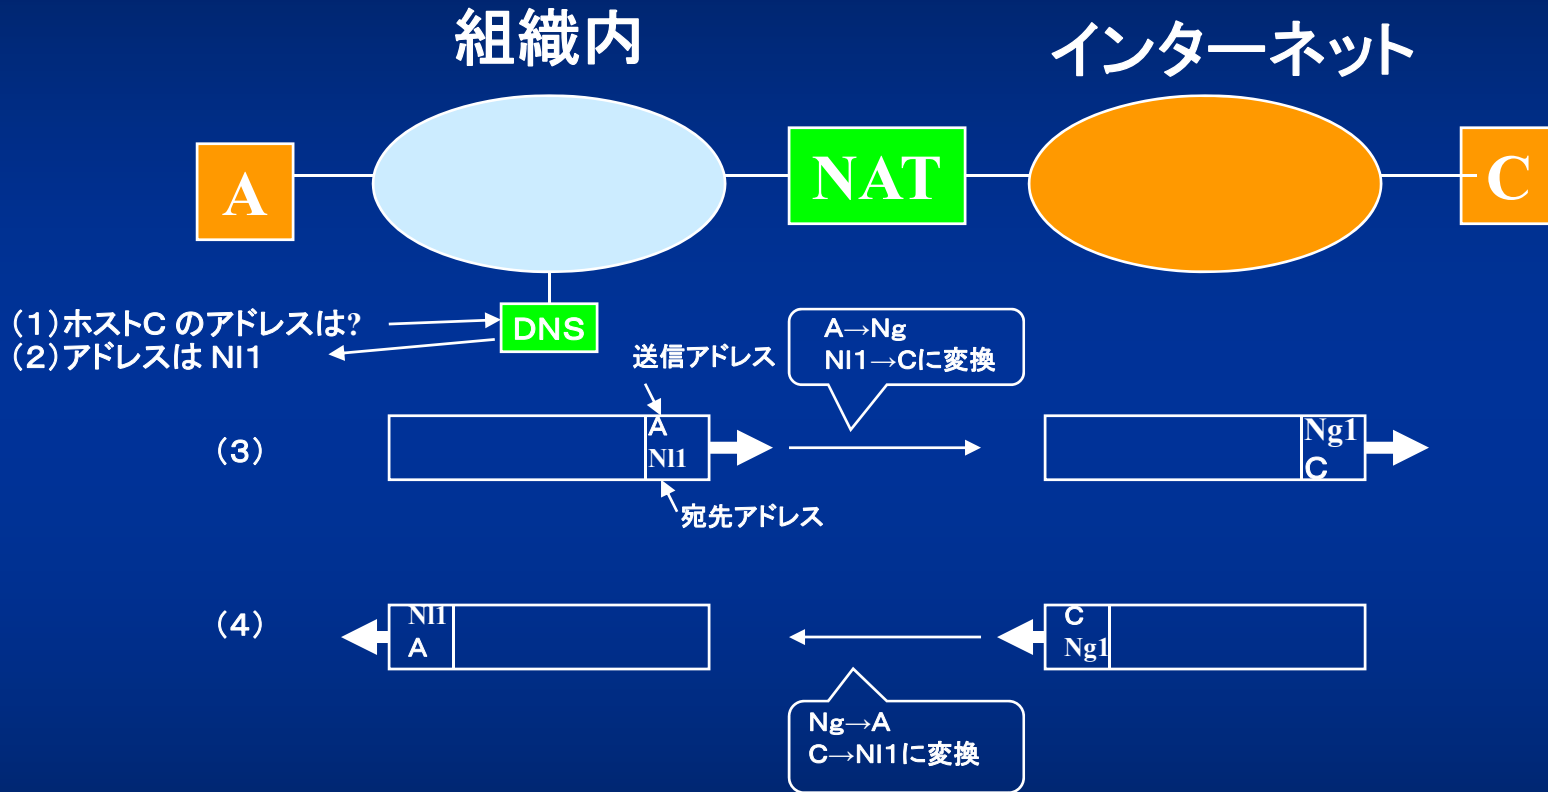 組織内
インターネット
A
NAT
C
DNS
(1)ホストC のアドレスは?
(2)アドレスは Nl1
送信アドレス
A→Ng
Nl1→Cに変換
(3)
A
Nl1
Ng1
C
宛先アドレス
(4)
Nl1
A
C
Ng1
Ng→A
C→Nl1に変換